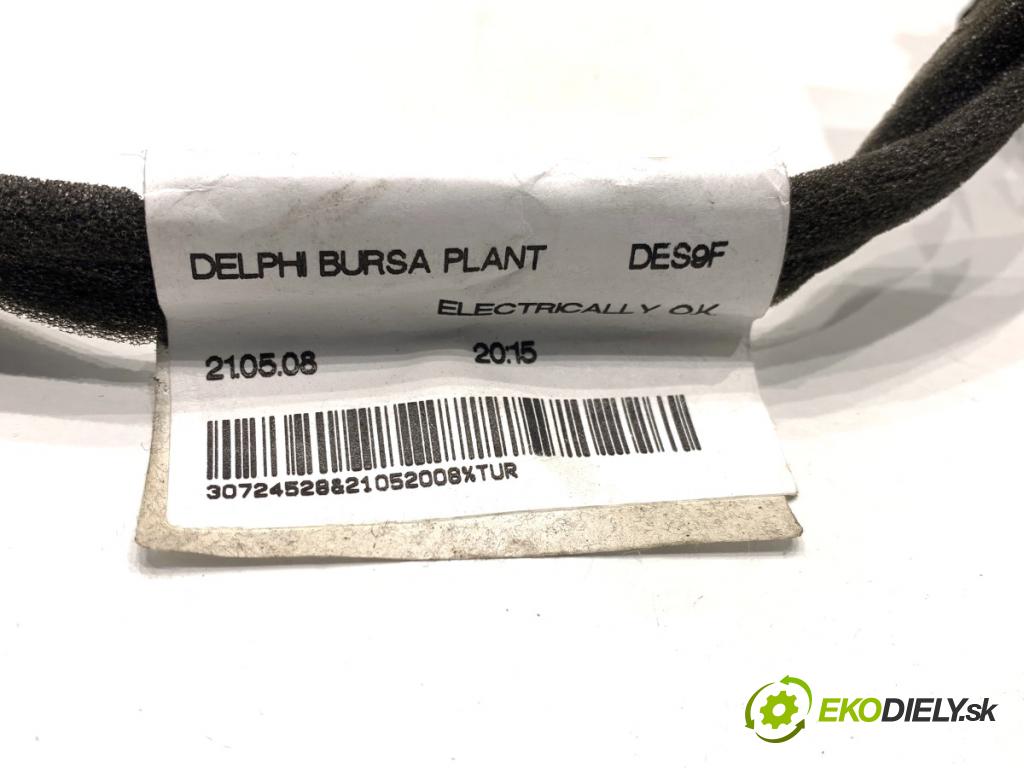 DELPHI BURSA PLANT DES9F
ELECTRICALLY OK
21.05.08 20:15
30724528&21052008%TUR
EKODIELY.sk